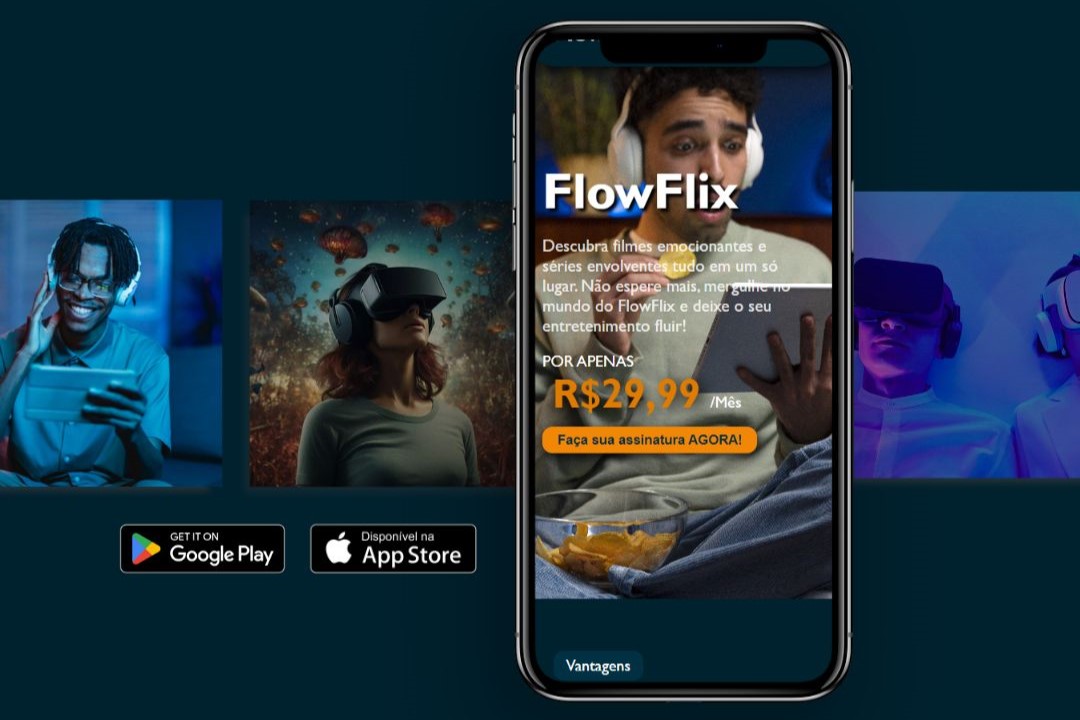 FlowFlix
Descubra filmes emocionantes e
séries envolventes tudo em um só
lugar. Não espere mais, mergulhe no
mundo do FlowFlix e deixe o seu
entretenimento fluir!
POR APENAS
R$29,99 /Mês
Faça sua assinatura AGORA!
GET IT ON
Google Play
Disponível na
App Store
Vantagens